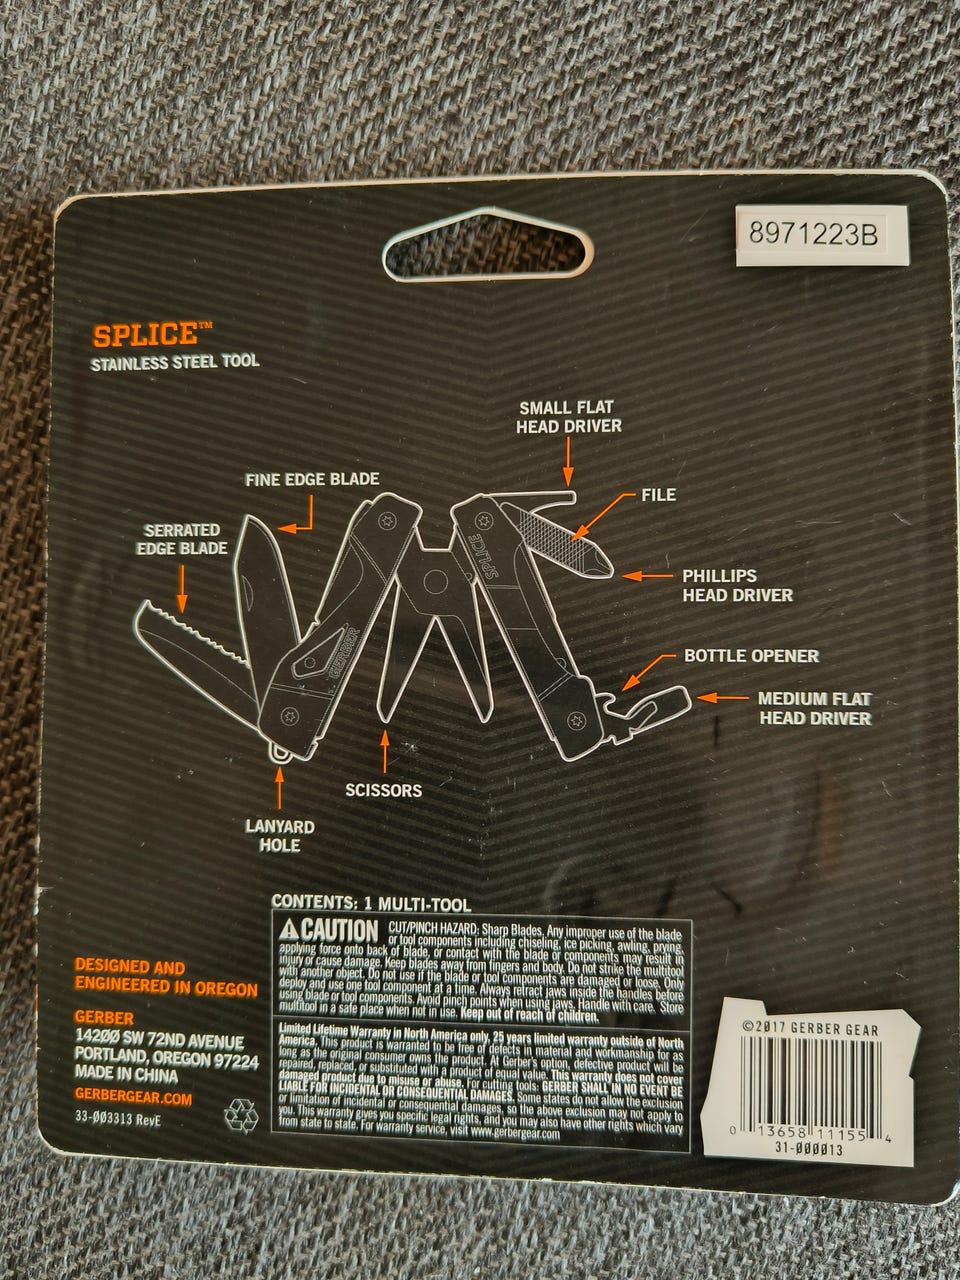 8971223B
SPLICE™
STAINLESS STEEL TOOL
SMALL FLAT
HEAD DRIVER
FINE EDGE BLADE
FILE
SERRATED
EDGE BLADE
PHILLIPS
HEAD DRIVER
SPLICE
GERBER
BOTTLE OPENER
MEDIUM FLAT
HEAD DRIVER
SCISSORS
LANYARD
HOLE
CONTENTS: 1 MULTI-TOOL
CAUTION CUT/PINCH HAZARD: Sharp Blades. Any improper use of the blade
or tool components including chiseling, ice picking, awling, prying,
applying force onto back of blade, or contact with the blade or components may result in
injury or cause damage. Keep blades away from fingers and body. Do not strike the multitool
with another object. Do not use if the blade or tool components are damaged or loose. Only
deploy and use one tool component at a time. Always retract jaws inside the handles before
using blade or tool components. Avoid pinch points when using jaws. Handle with care. Store
multitool in a safe place when not in use. Keep out of reach of children.
Limited Lifetime Warranty in North America only, 25 years limited warranty outside of North
America. This product is warranted to be free of defects in material and workmanship for as
long as the original consumer owns the product. At Gerber's option, defective product will be
repaired, replaced, or substituted with a product of equal value. This warranty does not cover
damaged product due to misuse or abuse. For cutting tools: GERBER SHALL IN NO EVENT BE
LIABLE FOR INCIDENTAL OR CONSEQUENTIAL DAMAGES. Some states do not allow the exclusion
or limitation of incidental or consequential damages, so the above exclusion may not apply to
you. This warranty gives you specific legal rights, and you may also have other rights which vary
from state to state. For warranty service, visit www.gerbergear.com
DESIGNED AND
ENGINEERED IN OREGON
GERBER
14200 SW 72ND AVENUE
PORTLAND, OREGON 97224
MADE IN CHINA
GERBERGEAR.COM
33-003313 RevE
©2017 GERBER GEAR
0 13658 11155 4
31-000013